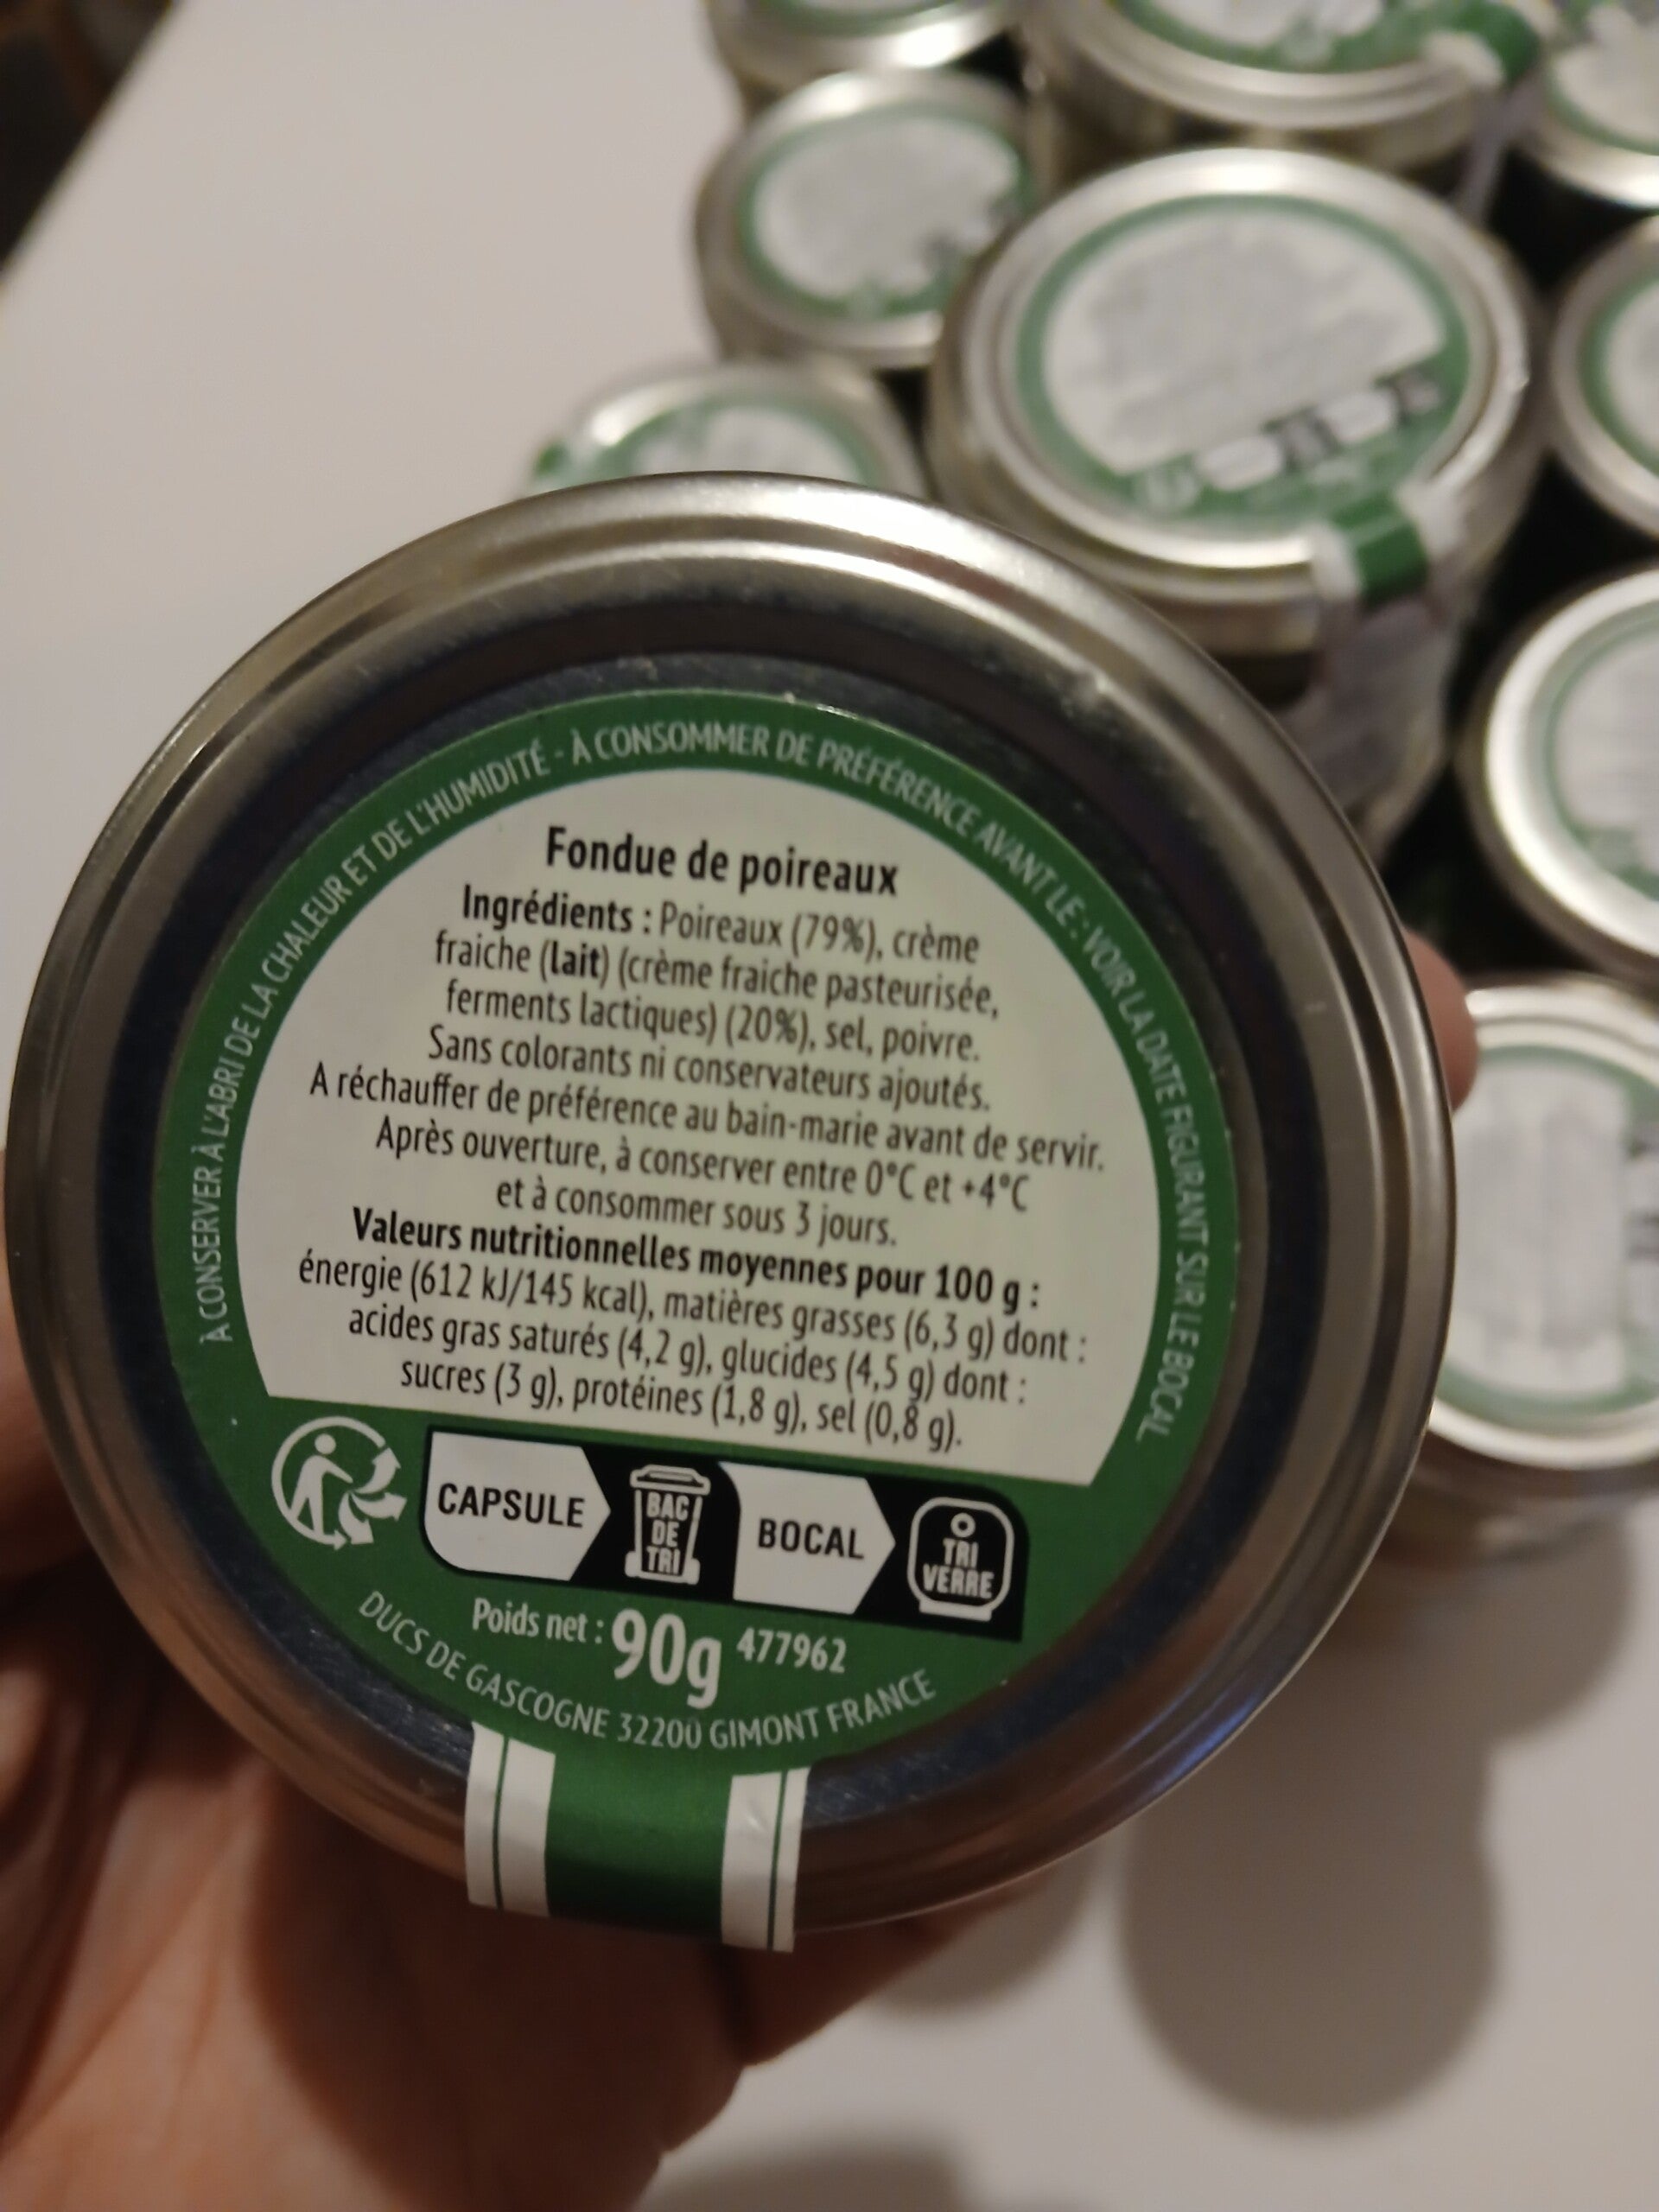 À CONSERVER À L'ABRI DE LA CHALEUR ET DE L'HUMIDITÉ - À CONSOMMER DE PRÉFÉRENCE AVANT LE : VOIR LA DATE FIGURANT SUR LE BOCAL
Fondue de poireaux
Ingrédients : Poireaux (79%), crème
fraiche (lait) (crème fraiche pasteurisée,
ferments lactiques) (20%), sel, poivre.
Sans colorants ni conservateurs ajoutés.
A réchauffer de préférence au bain-marie avant de servir.
Après ouverture, à conserver entre 0°C et +4°C
et à consommer sous 3 jours.
Valeurs nutritionnelles moyennes pour 100 g :
énergie (612 kJ/145 kcal), matières grasses (6,3 g) dont :
acides gras saturés (4,2 g), glucides (4,5 g) dont :
sucres (3 g), protéines (1,8 g), sel (0,8 g).
CAPSULE
BAC
DE
TRI
BOCAL
TRI
VERRE
Poids net : 90g 477962
DUCS DE GASCOGNE 32200 GIMONT FRANCE